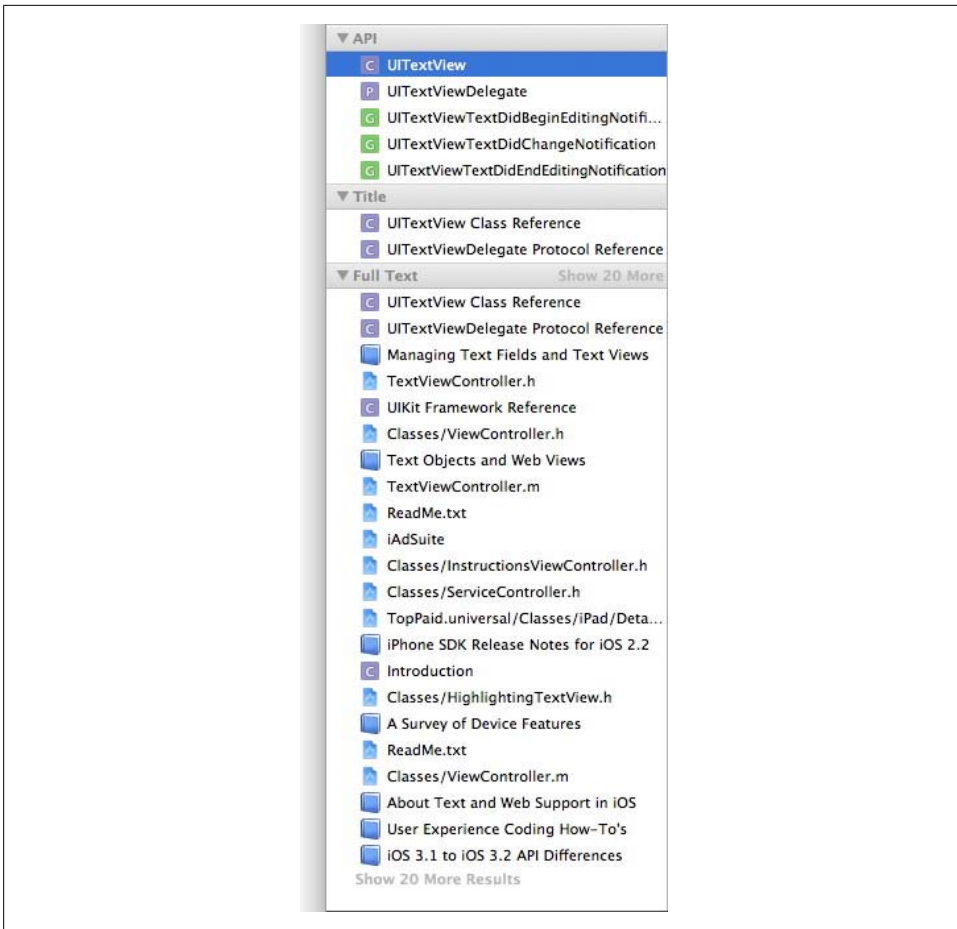 API
C UITextView
P UITextViewDelegate
G UITextViewTextDidBeginEditingNotifi...
G UITextViewTextDidChangeNotification
G UITextViewTextDidEndEditingNotification
Title
C UITextView Class Reference
C UITextViewDelegate Protocol Reference
Full Text Show 20 More
C UITextView Class Reference
C UITextViewDelegate Protocol Reference
Managing Text Fields and Text Views
TextViewController.h
C UIKit Framework Reference
Classes/ViewController.h
Text Objects and Web Views
TextViewController.m
ReadMe.txt
iAdSuite
Classes/InstructionsViewController.h
Classes/ServiceController.h
TopPaid.universal/Classes/iPad/Deta...
iPhone SDK Release Notes for iOS 2.2
C Introduction
Classes/HighlightingTextView.h
A Survey of Device Features
ReadMe.txt
Classes/ViewController.m
About Text and Web Support in iOS
User Experience Coding How-To's
iOS 3.1 to iOS 3.2 API Differences
Show 20 More Results